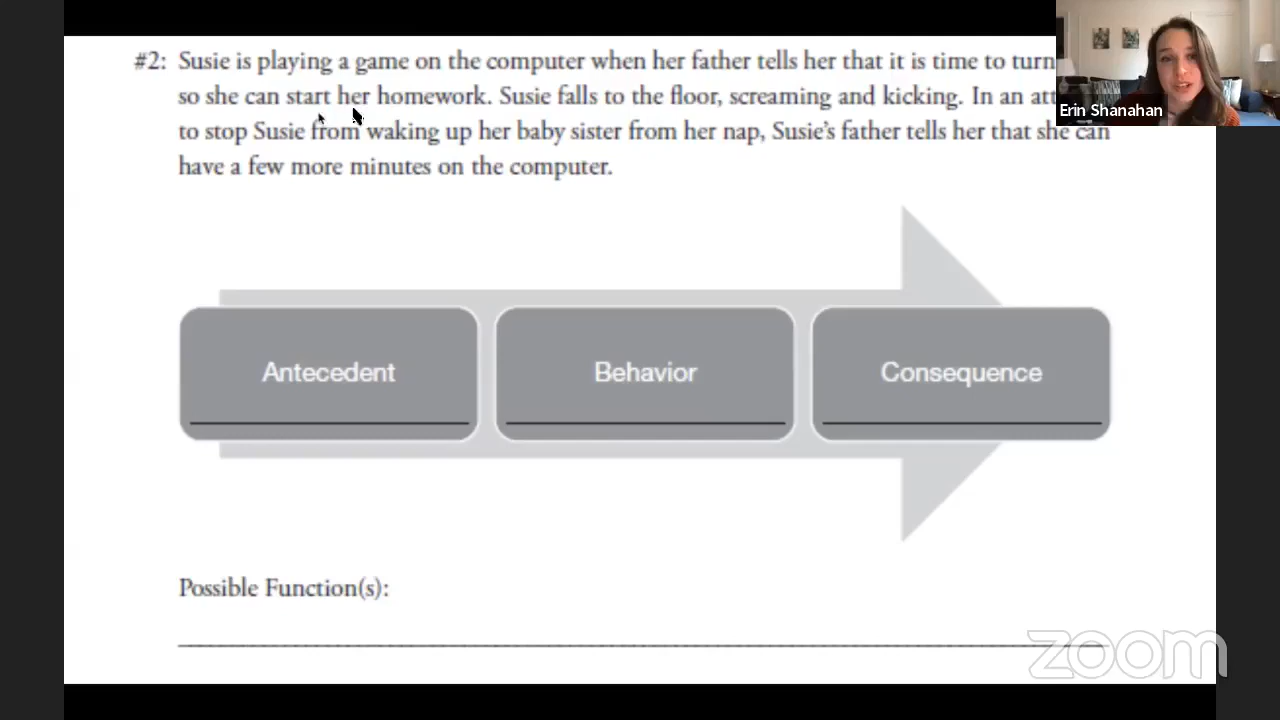 #2: Susie is playing a game on the computer when her father tells her that it is time to turn
so she can start her homework. Susie falls to the floor, screaming and kicking. In an
to stop Susie from waking up her baby sister from her nap, Susie's father tells her that she can
have a few more minutes on the computer.
Erin Shanahan
Antecedent
Behavior
Consequence
Possible Function(s):
zoom